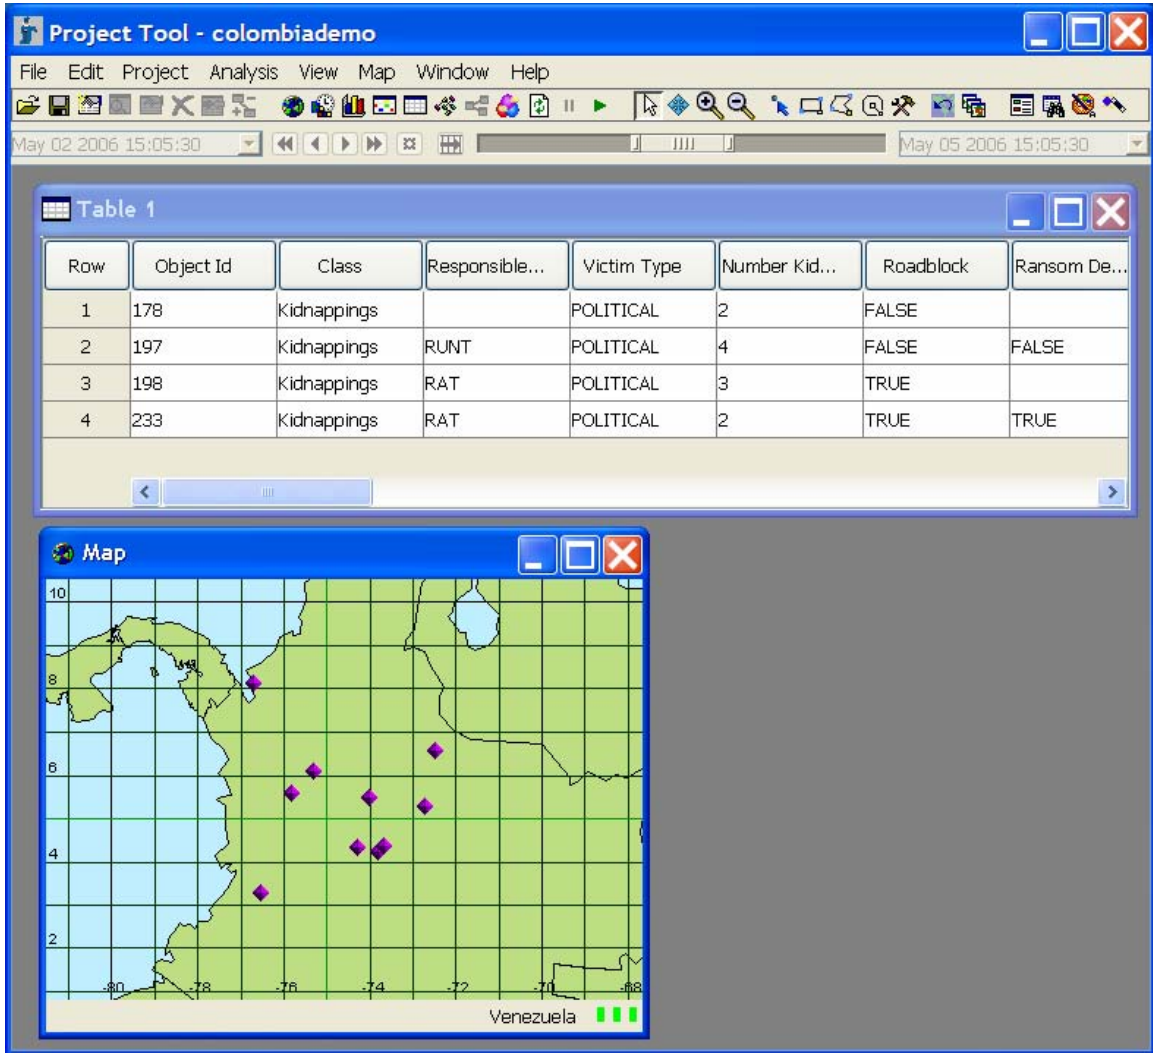 Project Tool - colombiademo
File Edit Project Analysis View Map Window Help
May 02 2006 15:05:30 May 05 2006 15:05:30
Table 1
Row Object Id Class Responsible... Victim Type Number Kid... Roadblock Ransom De...
1 178 Kidnappings POLITICAL 2 FALSE
2 197 Kidnappings RUNT POLITICAL 4 FALSE FALSE
3 198 Kidnappings RAT POLITICAL 3 TRUE
4 233 Kidnappings RAT POLITICAL 2 TRUE TRUE
Map
10
8
6
4
2
-80 -78 -76 -74 -72 -70 -68
Venezuela